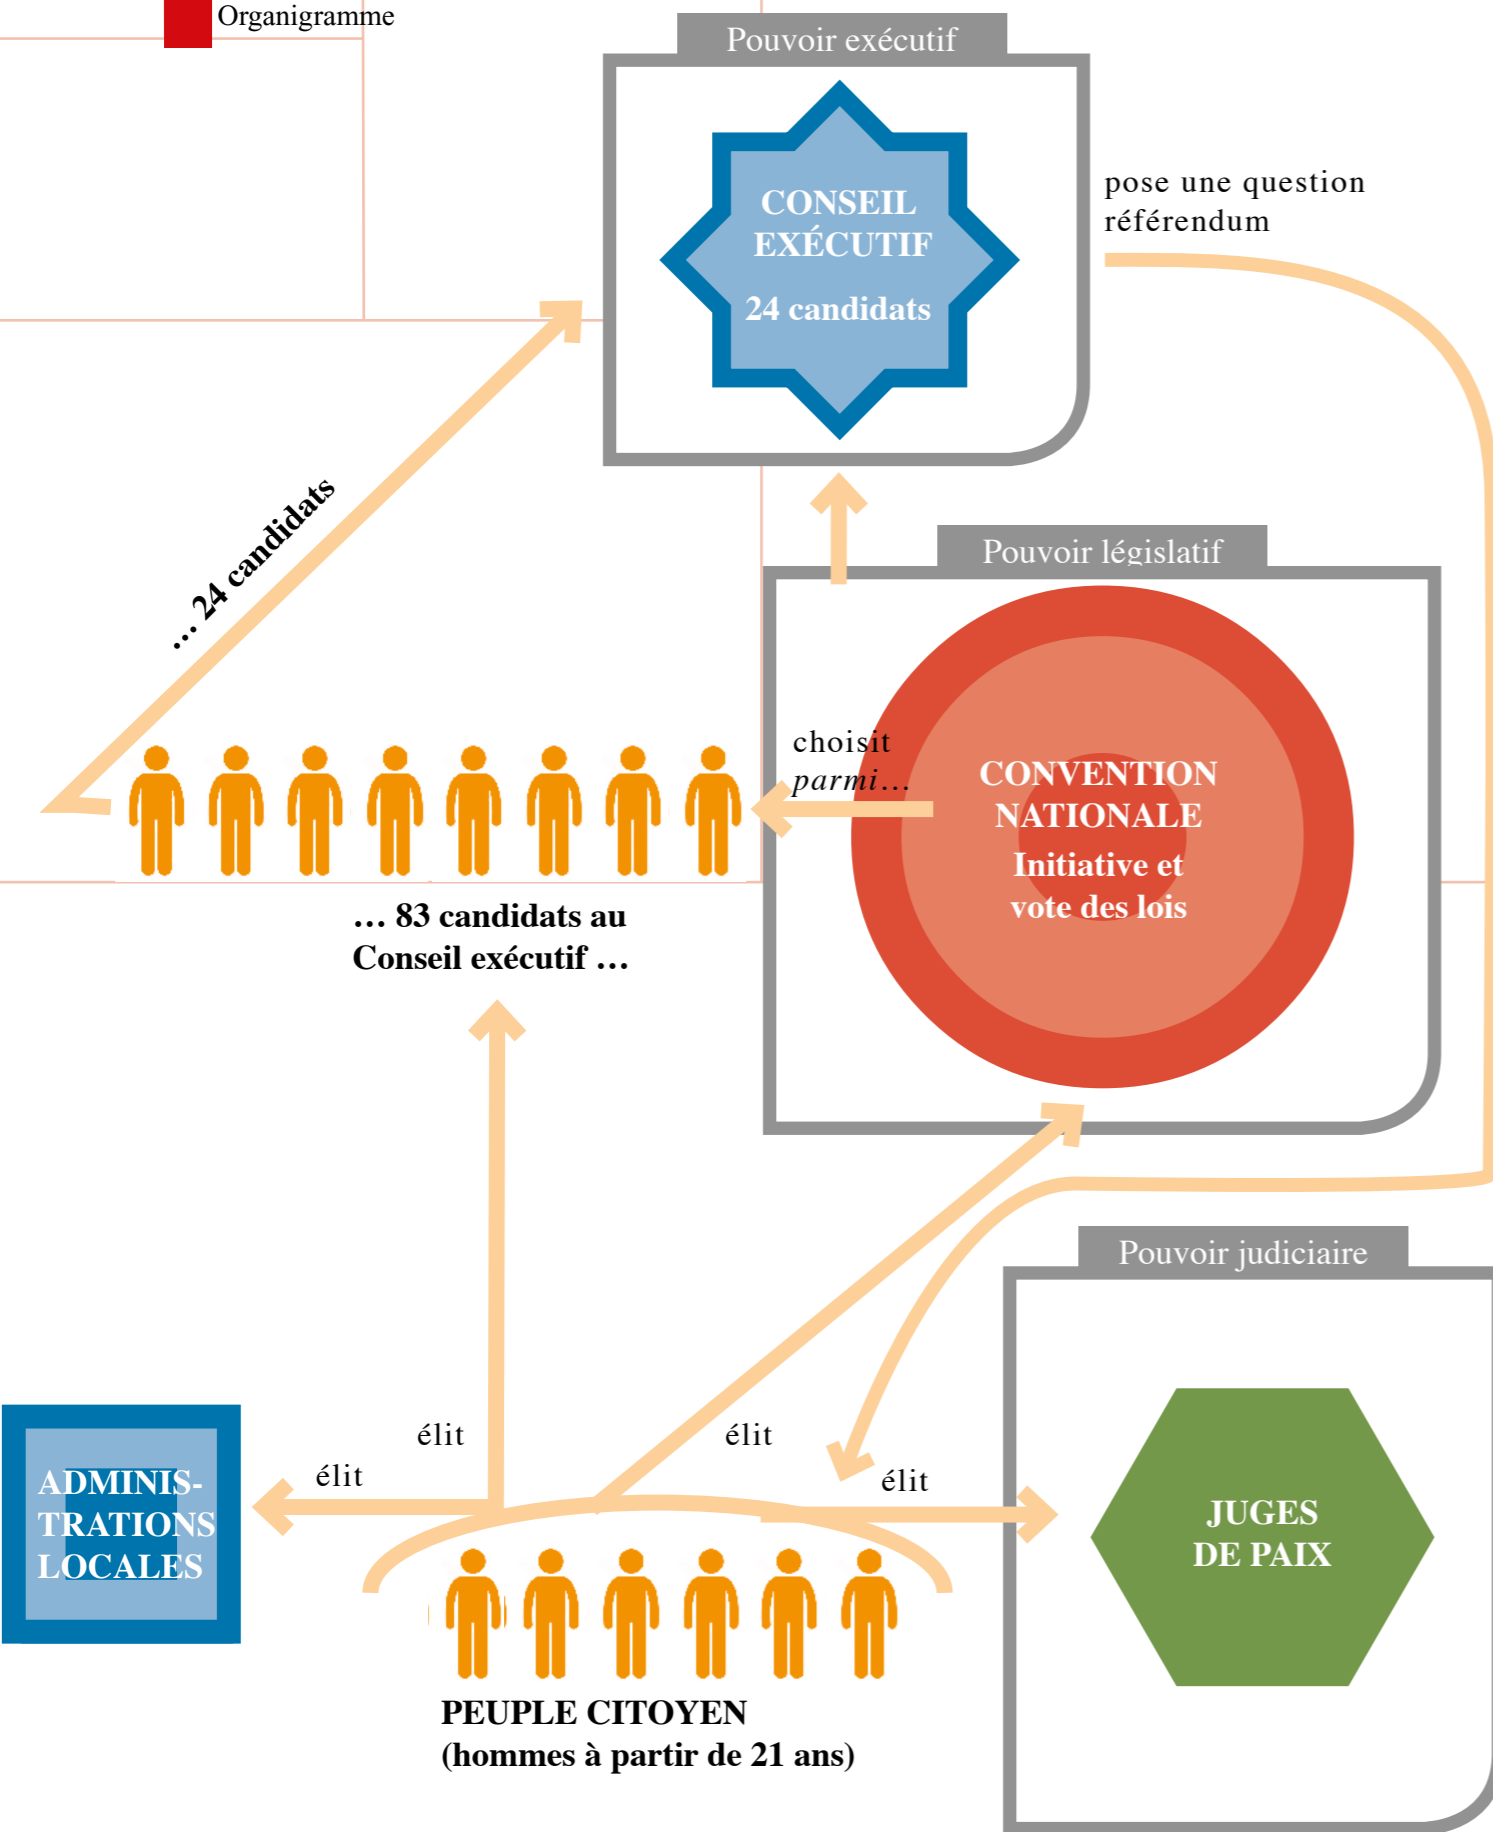 Organigramme
Pouvoir exécutif
CONSEIL
EXÉCUTIF
24 candidats
pose une question
référendum
… 24 candidats
Pouvoir législatif
choisit
parmi…
CONVENTION
NATIONALE
Initiative et
vote des lois
… 83 candidats au
Conseil exécutif …
Pouvoir judiciaire
élit
élit
élit
élit
ADMINIS-
TRATIONS
LOCALES
JUGES
DE PAIX
PEUPLE CITOYEN
(hommes à partir de 21 ans)